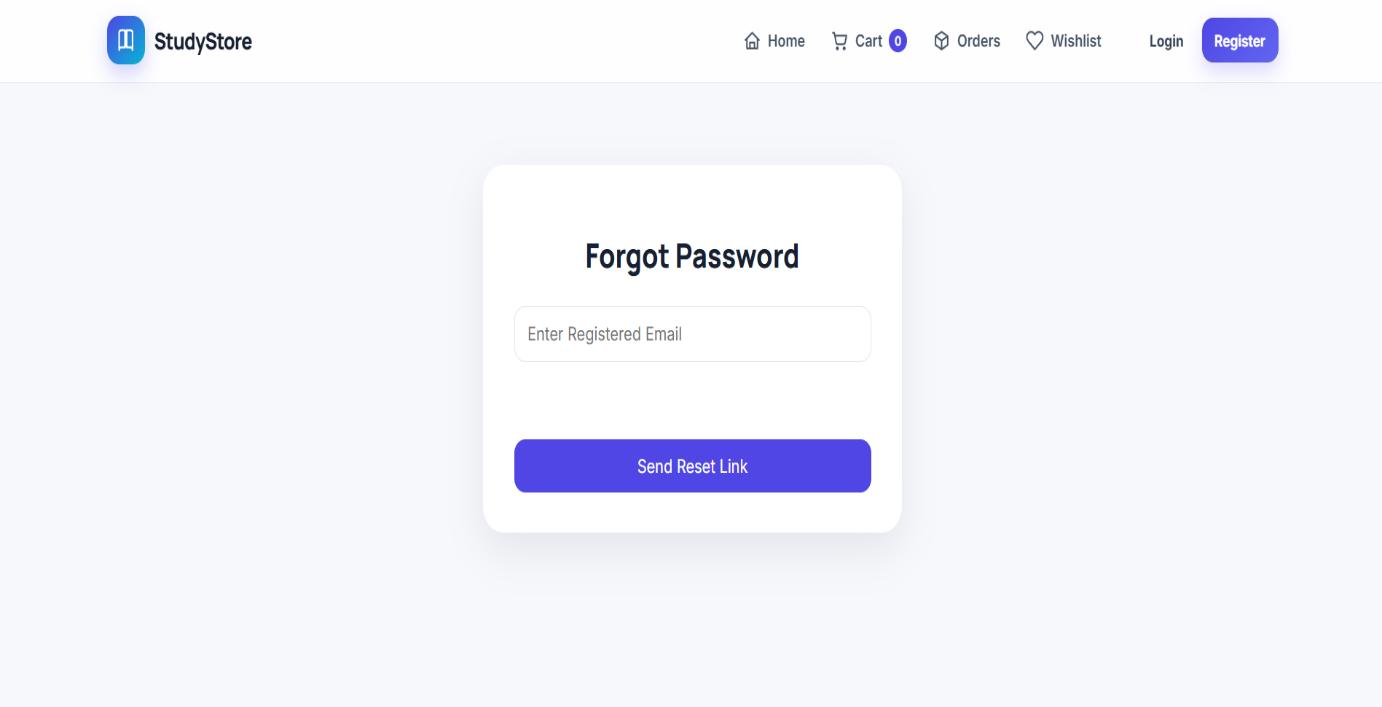 StudyStore
Home
Cart 0
Orders
Wishlist
Login
Register
Forgot Password
Enter Registered Email
Send Reset Link